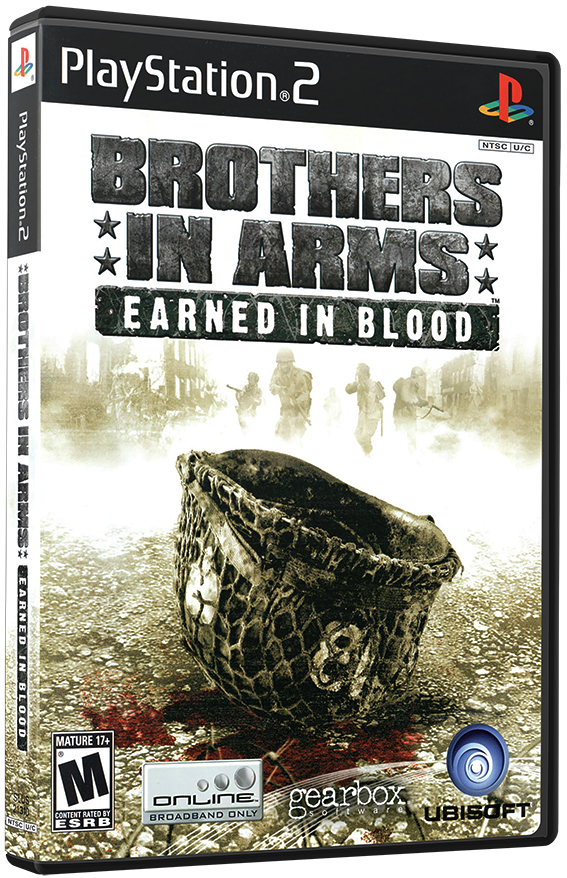 PlayStation®2
NTSC U/C
BROTHERS
IN ARMS
TM
EARNED IN BLOOD
MATURE 17+
M
CONTENT RATED BY
ESRB
ONLINE
BROADBAND ONLY
gearbox
software
UBISOFT
PlayStation®2
BROTHERS IN ARMS
EARNED IN BLOOD
NTSC U/C